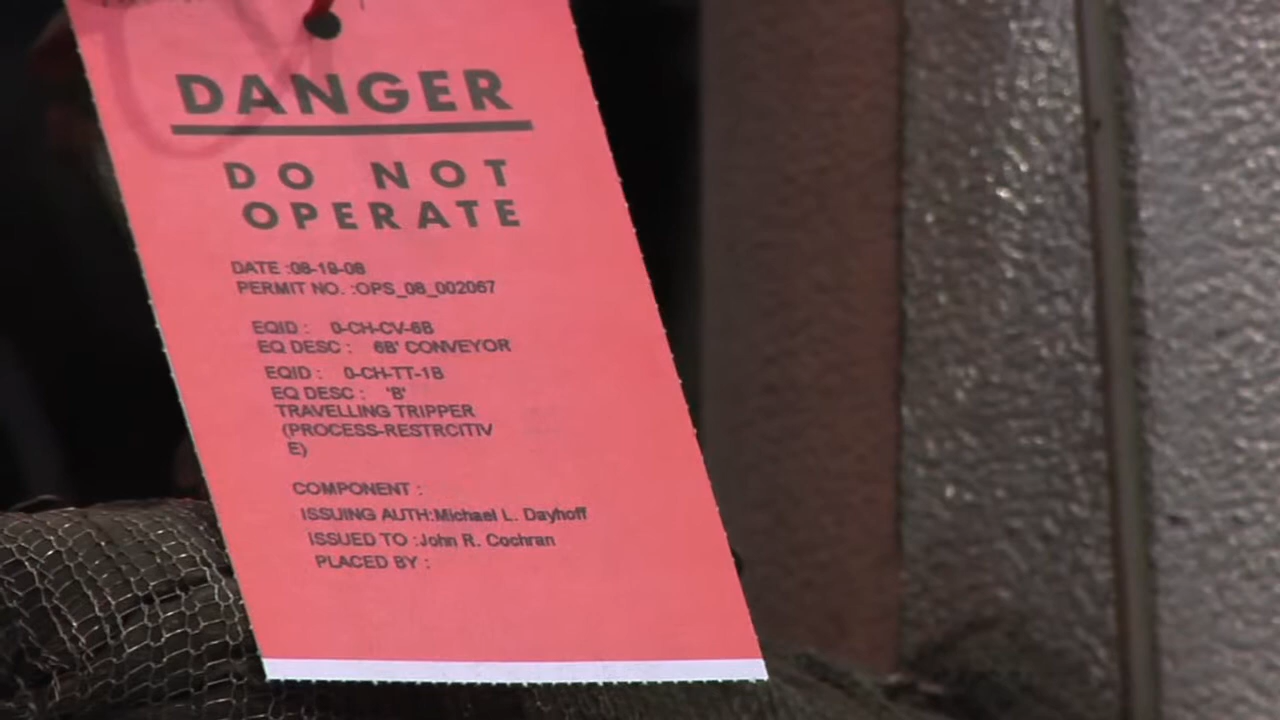 DANGER
DO NOT
OPERATE
DATE :08-19-08
PERMIT NO. :OPS_08_002067
EQID : 0-CH-CV-6B
EQ DESC : 6B' CONVEYOR
EQID : 0-CH-TT-1B
EQ DESC : 'B'
TRAVELLING TRIPPER
(PROCESS-RESTRCITIV
E)
COMPONENT :
ISSUING AUTH:Michael L. Dayhoff
ISSUED TO :John R. Cochran
PLACED BY :